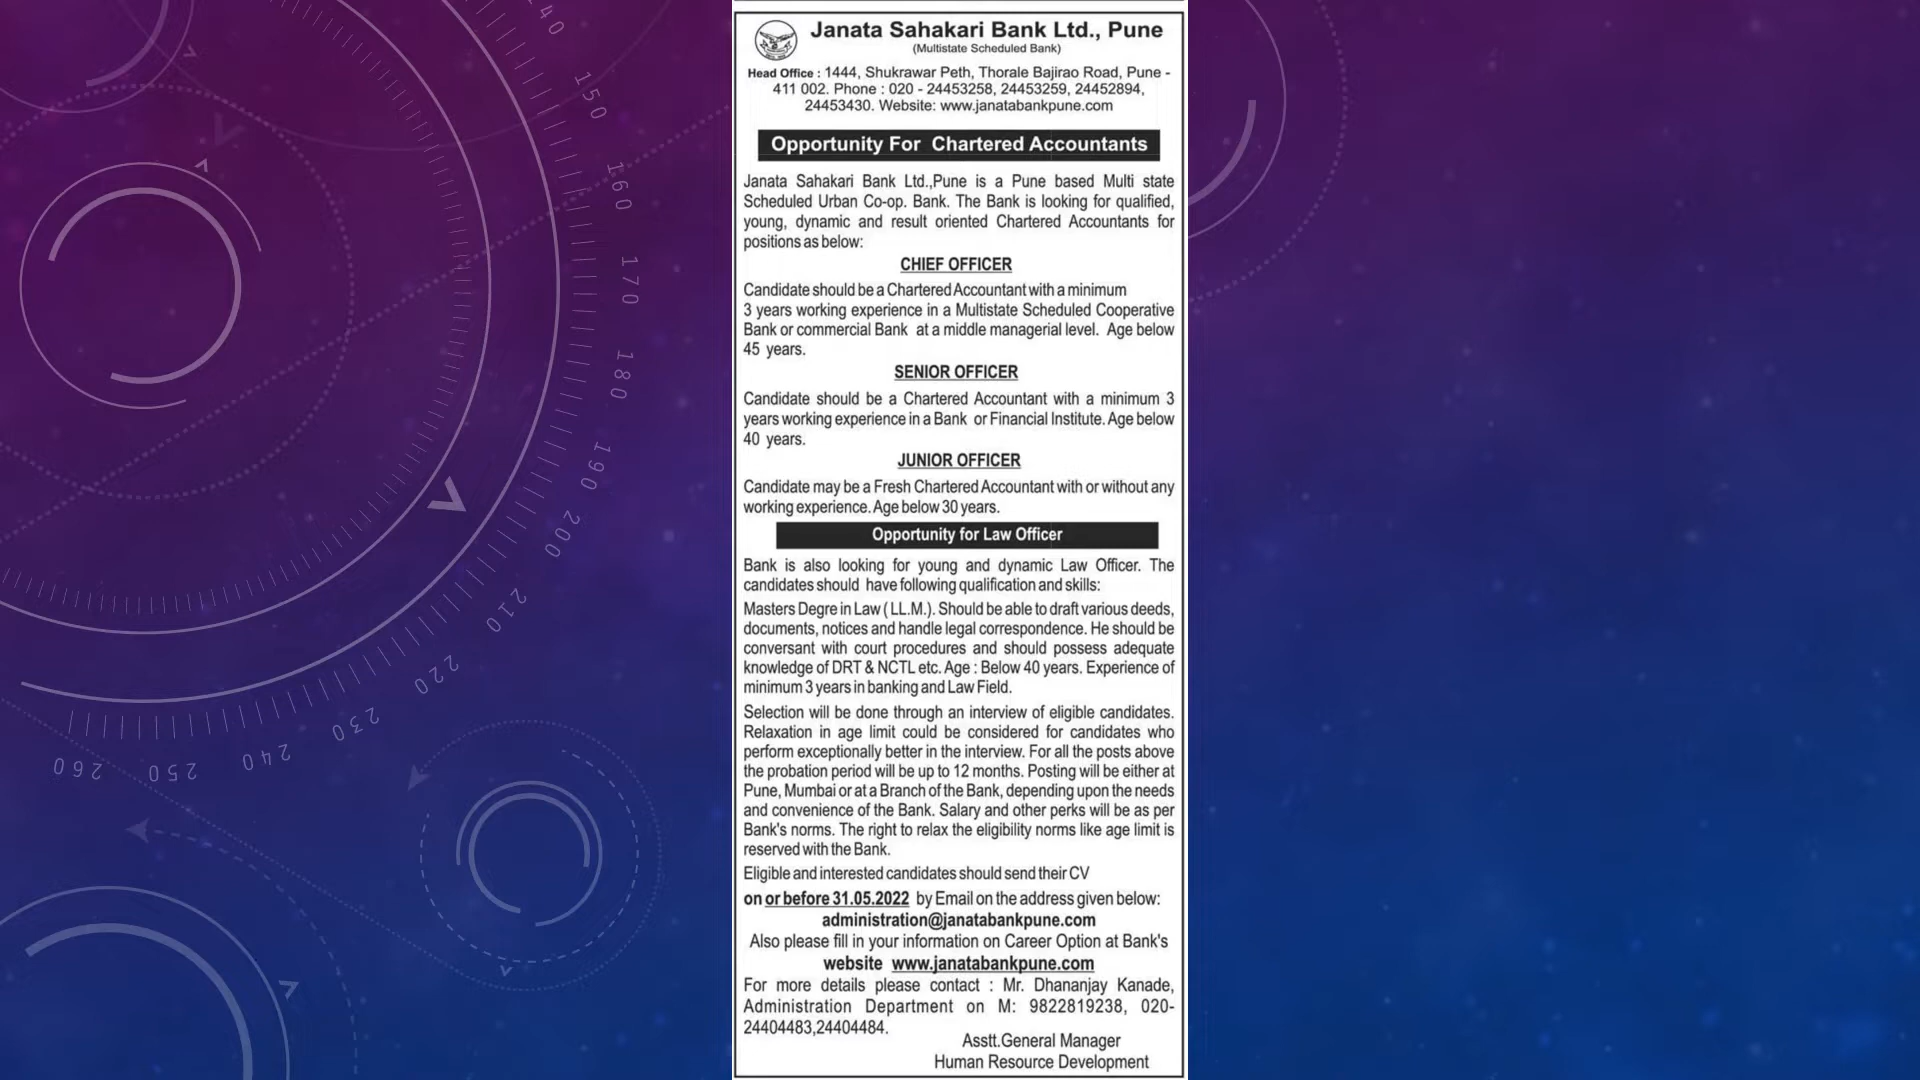 Janata Sahakari Bank Ltd., Pune
(Multistate Scheduled Bank)
Head Office : 1444, Shukrawar Peth, Thorale Bajirao Road, Pune -
411 002. Phone : 020 - 24453258, 24453259, 24452894,
24453430. Website: www.janatabankpune.com
Opportunity For Chartered Accountants
Janata Sahakari Bank Ltd.,Pune is a Pune based Multi state
Scheduled Urban Co-op. Bank. The Bank is looking for qualified,
young, dynamic and result oriented Chartered Accountants for
positions as below:
CHIEF OFFICER
Candidate should be a Chartered Accountant with a minimum
3 years working experience in a Multistate Scheduled Cooperative
Bank or commercial Bank at a middle managerial level. Age below
45 years.
SENIOR OFFICER
Candidate should be a Chartered Accountant with a minimum 3
years working experience in a Bank or Financial Institute. Age below
40 years.
JUNIOR OFFICER
Candidate may be a Fresh Chartered Accountant with or without any
working experience. Age below 30 years.
Opportunity for Law Officer
Bank is also looking for young and dynamic Law Officer. The
candidates should have following qualification and skills:
Masters Degre in Law ( LL.M.). Should be able to draft various deeds,
documents, notices and handle legal correspondence. He should be
conversant with court procedures and should possess adequate
knowledge of DRT & NCTL etc. Age : Below 40 years. Experience of
minimum 3 years in banking and Law Field.
Selection will be done through an interview of eligible candidates.
Relaxation in age limit could be considered for candidates who
perform exceptionally better in the interview. For all the posts above
the probation period will be up to 12 months. Posting will be either at
Pune, Mumbai or at a Branch of the Bank, depending upon the needs
and convenience of the Bank. Salary and other perks will be as per
Bank's norms. The right to relax the eligibility norms like age limit is
reserved with the Bank.
Eligible and interested candidates should send their CV
on or before 31.05.2022 by Email on the address given below:
administration@janatabankpune.com
Also please fill in your information on Career Option at Bank's
website www.janatabankpune.com
For more details please contact : Mr. Dhananjay Kanade,
Administration Department on M: 9822819238, 020-
24404483,24404484.
Asstt.General Manager
Human Resource Development
140
150
160
170
180
190
200
210
220
230
240
250
260